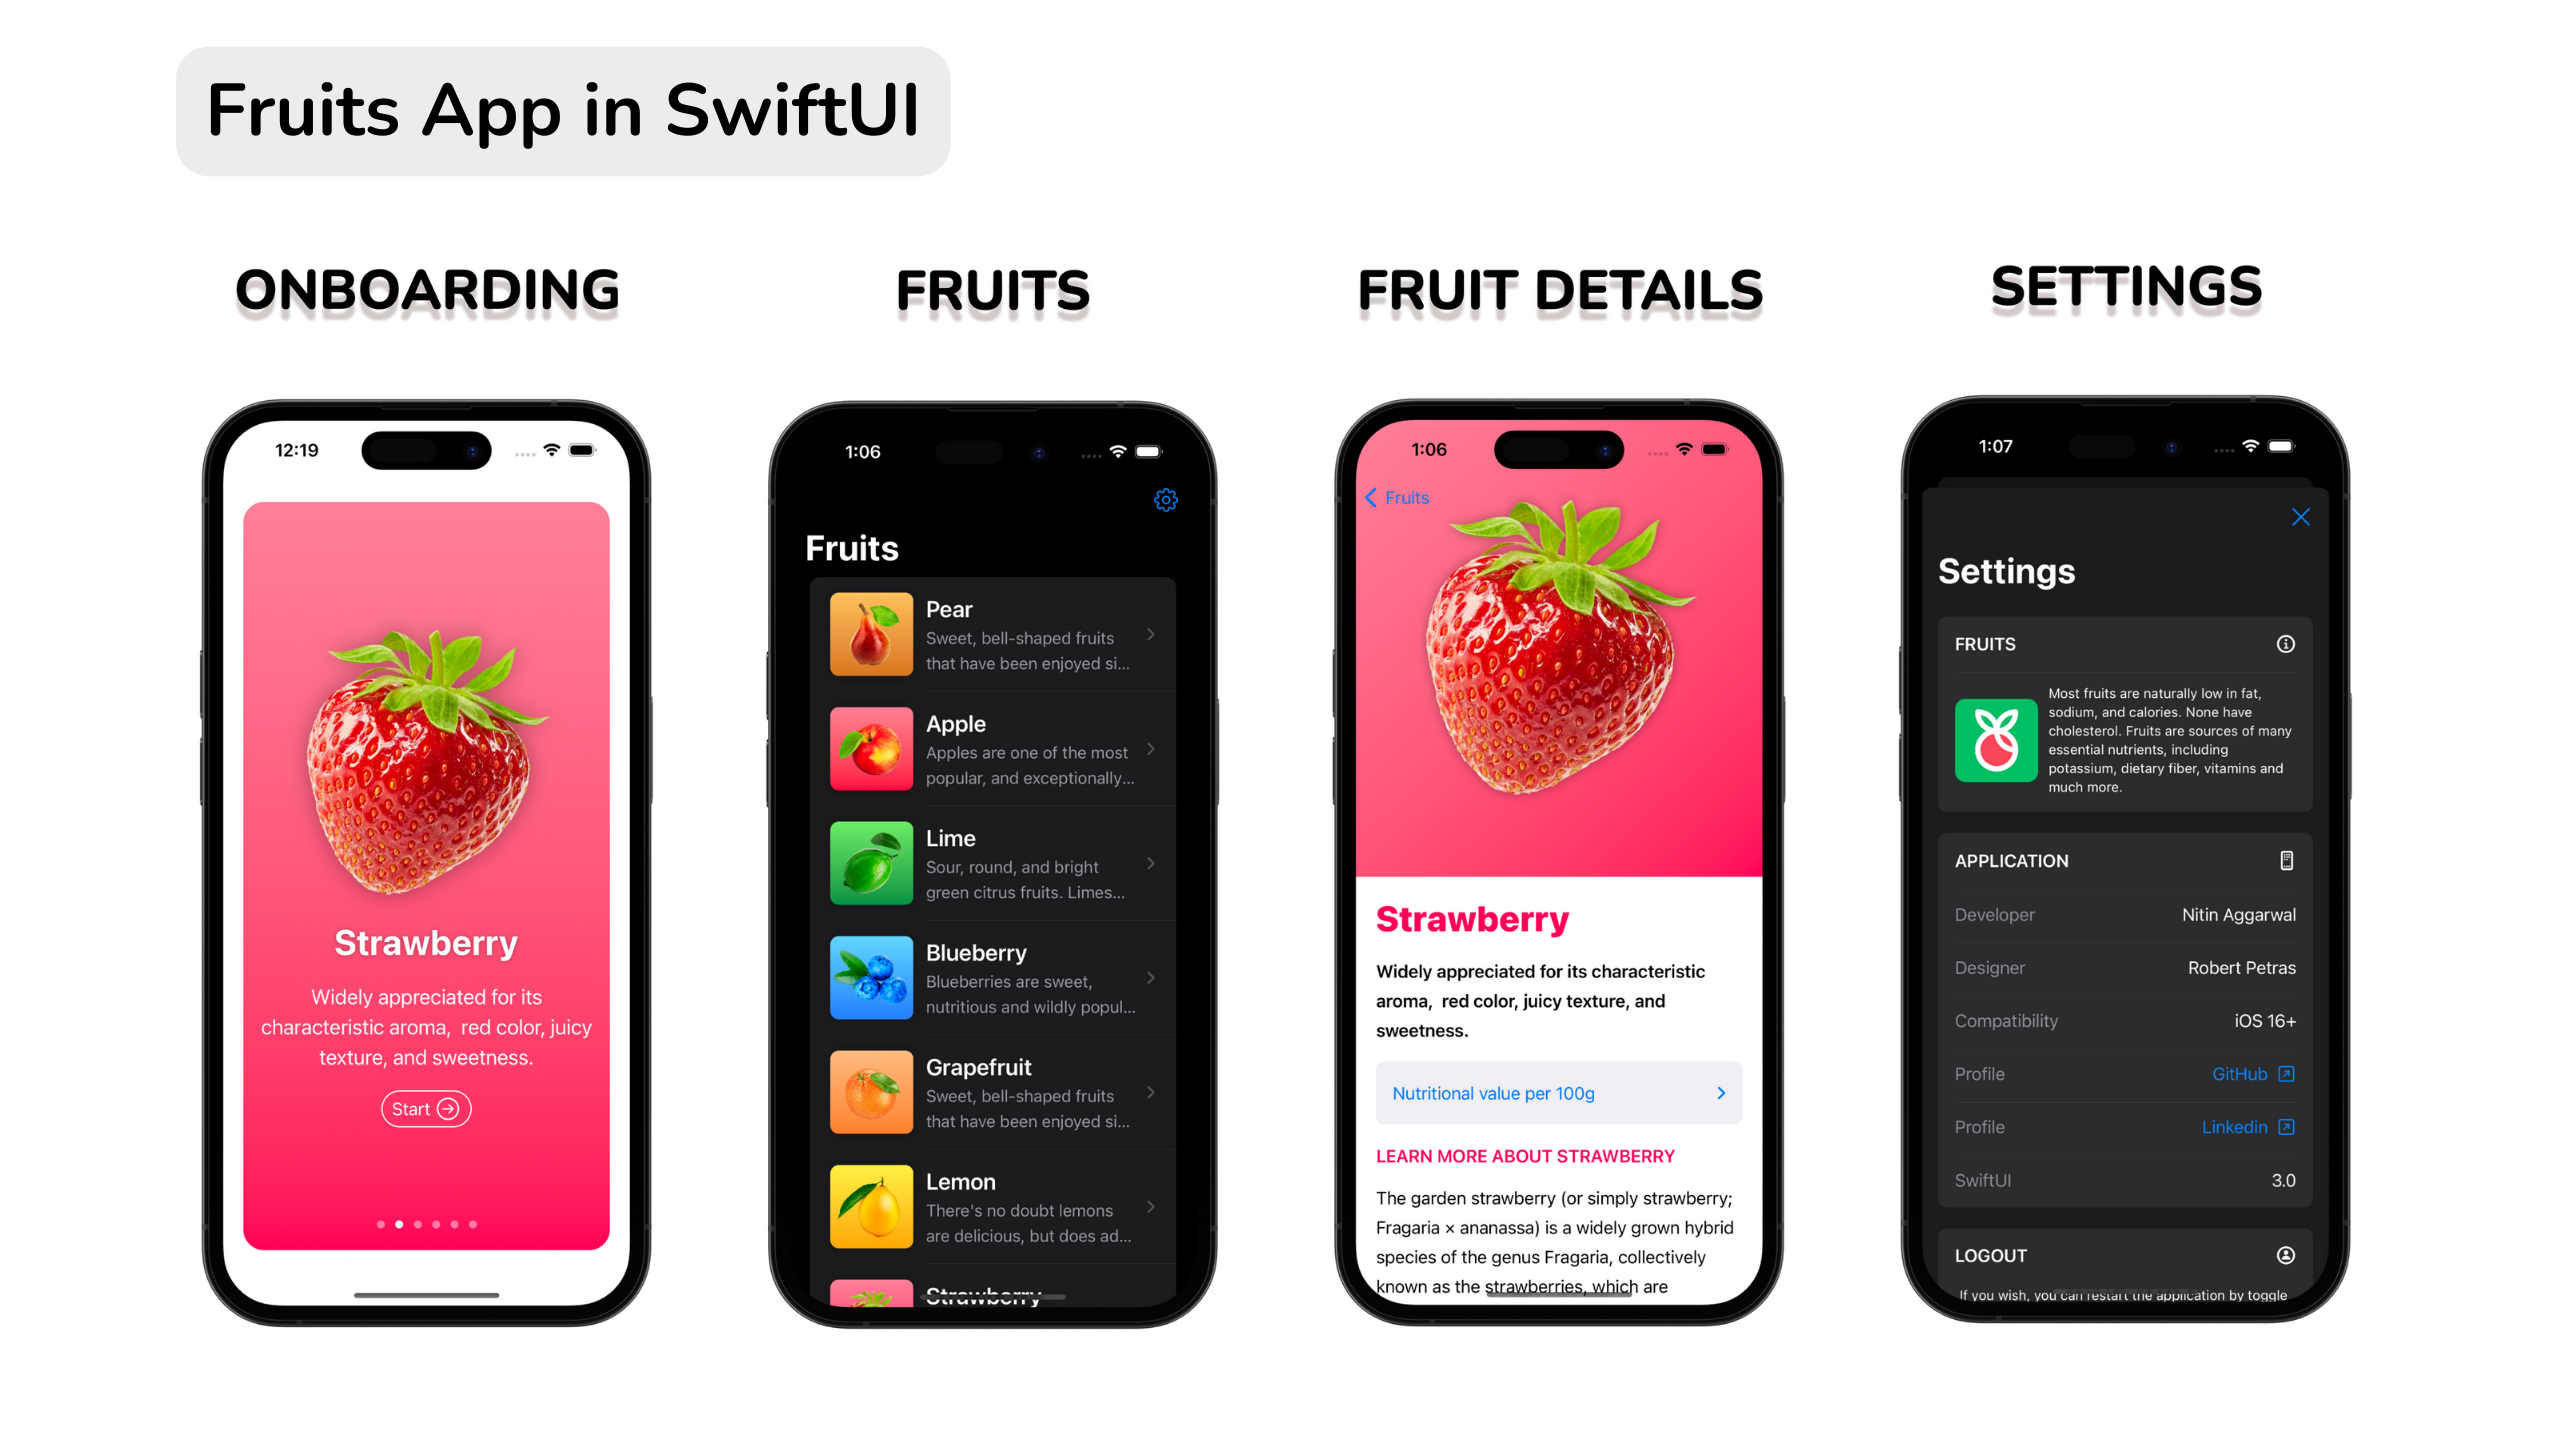 Fruits App in SwiftUI
ONBOARDING
FRUITS
FRUIT DETAILS
SETTINGS
12:19
Strawberry
Widely appreciated for its
characteristic aroma,  red color, juicy
texture, and sweetness.
Start
1:06
Fruits
Pear
Sweet, bell-shaped fruits
that have been enjoyed si...
Apple
Apples are one of the most
popular, and exceptionally...
Lime
Sour, round, and bright
green citrus fruits. Limes...
Blueberry
Blueberries are sweet,
nutritious and wildly popul...
Grapefruit
Sweet, bell-shaped fruits
that have been enjoyed si...
Lemon
There's no doubt lemons
are delicious, but does ad...
Strawberry
1:06
Fruits
Strawberry
Widely appreciated for its characteristic
aroma,  red color, juicy texture, and
sweetness.
Nutritional value per 100g
LEARN MORE ABOUT STRAWBERRY
The garden strawberry (or simply strawberry;
Fragaria × ananassa) is a widely grown hybrid
species of the genus Fragaria, collectively
known as the strawberries, which are
1:07
Settings
FRUITS
Most fruits are naturally low in fat,
sodium, and calories. None have
cholesterol. Fruits are sources of many
essential nutrients, including
potassium, dietary fiber, vitamins and
much more.
APPLICATION
Developer Nitin Aggarwal
Designer Robert Petras
Compatibility iOS 16+
Profile GitHub
Profile Linkedin
SwiftUI 3.0
LOGOUT
If you wish, you can restart the application by toggle